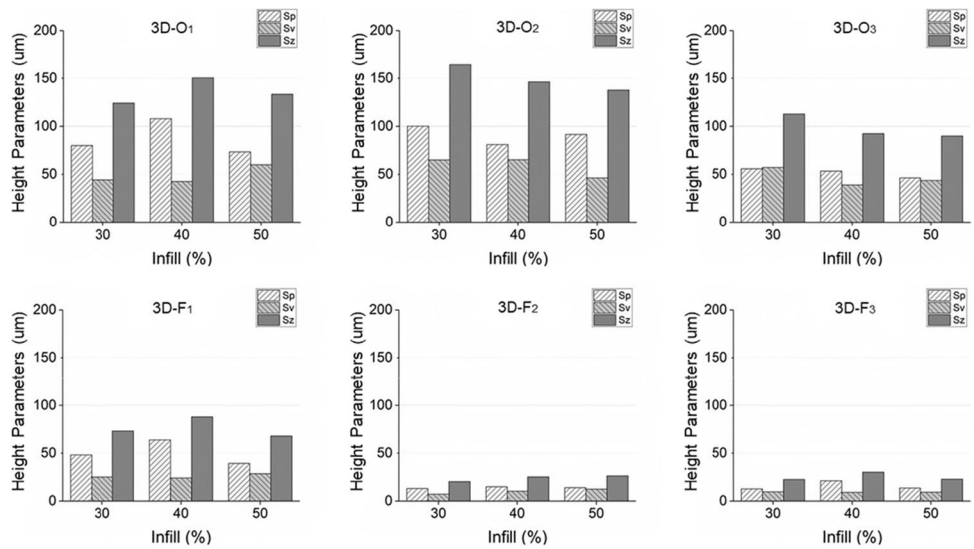 3D-O1
Sp
Sv
Sz
Height Parameters (um)
200
150
100
50
0
30 40 50
Infill (%)
3D-O2
Sp
Sv
Sz
Height Parameters (um)
200
150
100
50
0
30 40 50
Infill (%)
3D-O3
Sp
Sv
Sz
Height Parameters (um)
200
150
100
50
0
30 40 50
Infill (%)
3D-F1
Sp
Sv
Sz
Height Parameters (um)
200
150
100
50
0
30 40 50
Infill (%)
3D-F2
Sp
Sv
Sz
Height Parameters (um)
200
150
100
50
0
30 40 50
Infill (%)
3D-F3
Sp
Sv
Sz
Height Parameters (um)
200
150
100
50
0
30 40 50
Infill (%)